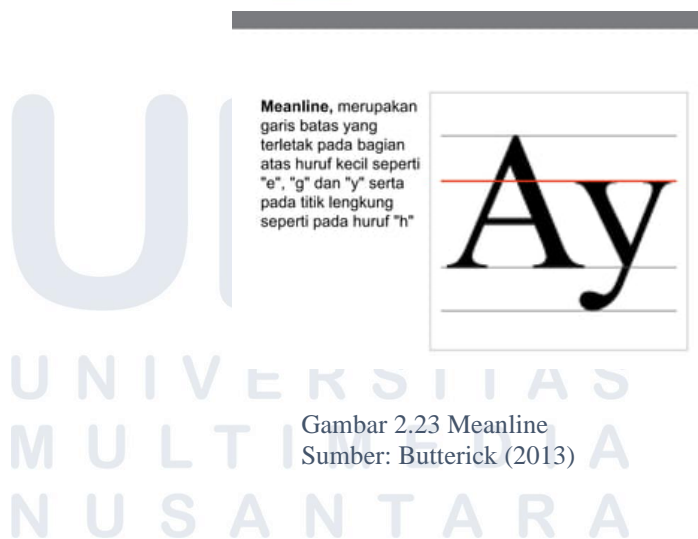 Meanline, merupakan
garis batas yang
terletak pada bagian
atas huruf kecil seperti
"e", "g" dan "y" serta
pada titik lengkung
seperti pada huruf "h"
Ay
UNIVERSITAS
Gambar 2.23 Meanline
MULTIMEDIA
Sumber: Butterick (2013)
NUSANTARA